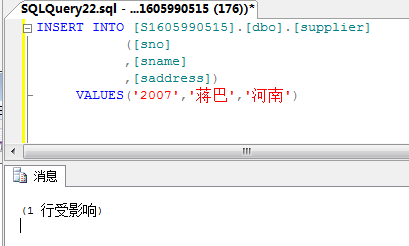 SQLQuery22.sql - ...1605990515 (176))*
INSERT INTO [S1605990515].[dbo].[supplier]
([sno]
,[sname]
,[saddress])
VALUES('2007','蒋巴','河南')
消息
(1 行受影响)